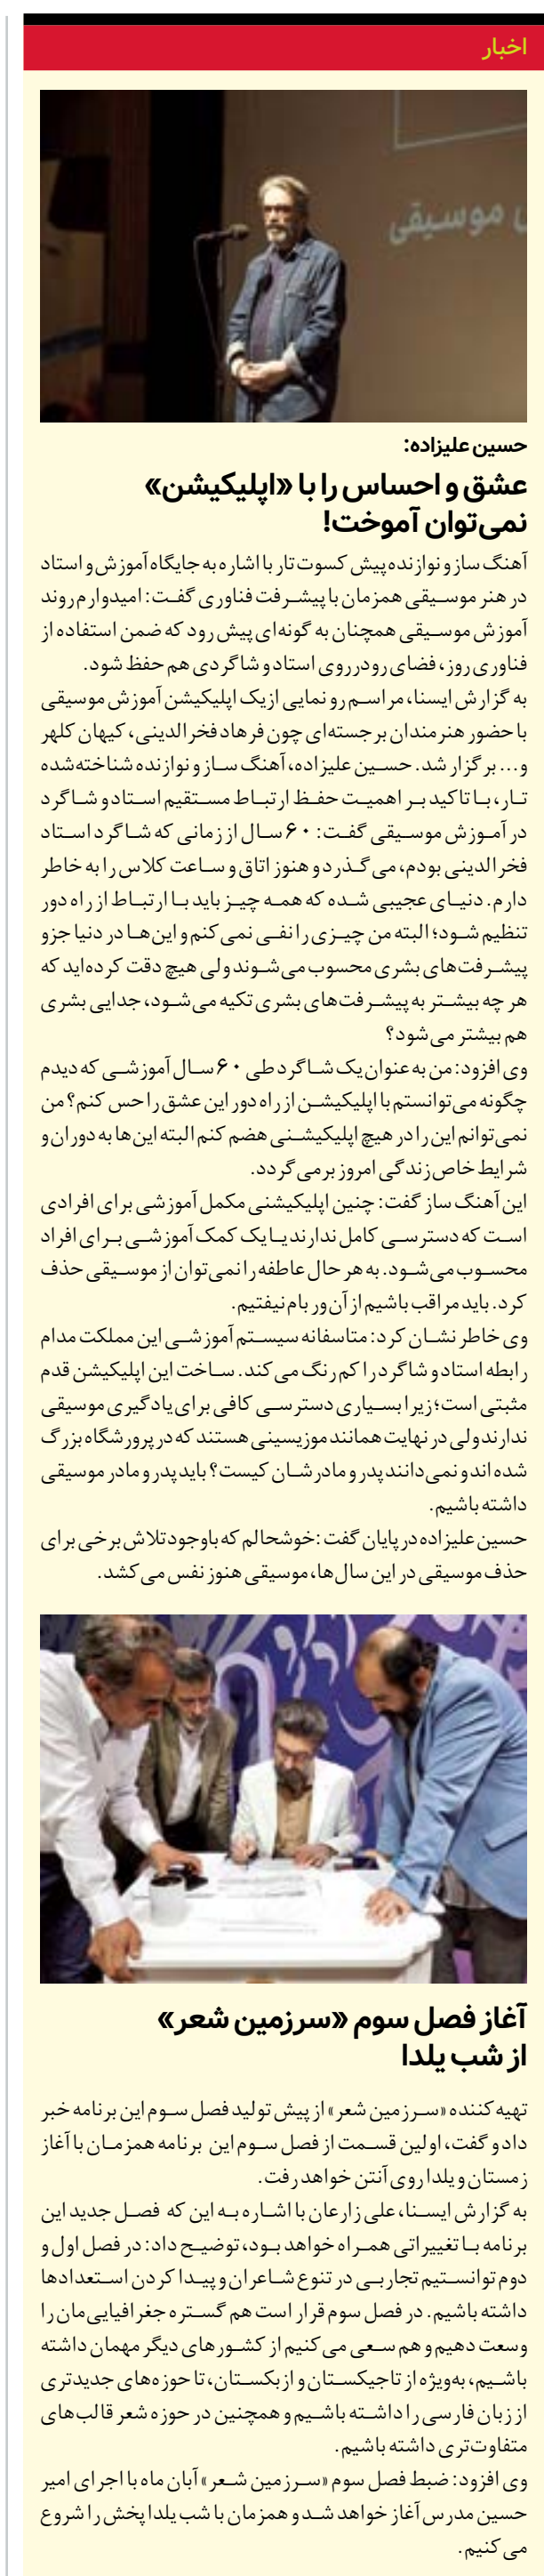 اخبار
ی موسیقی
حسین علیزاده:
عشق و احساس را با «اپلیکیشن»
نمی‌توان آموخت!
آهنگ ساز و نوازنده پیش کسوت تار با اشاره به جایگاه آموزش و استاد
در هنر موسیقی همزمان با پیشرفت فناوری گفت: امیدوارم روند
آموزش موسیقی همچنان به گونه‌ای پیش رود که ضمن استفاده از
فناوری روز، فضای رودرروی استاد و شاگردی هم حفظ شود.
به گزارش ایسنا، مراسم رونمایی از یک اپلیکیشن آموزش موسیقی
با حضور هنرمندان برجسته‌ای چون فرهاد فخرالدینی، کیهان کلهر
و... برگزار شد. حسین علیزاده، آهنگ ساز و نوازنده شناخته‌شده
تار، با تاکید بر اهمیت حفظ ارتباط مستقیم استاد و شاگرد
در آموزش موسیقی گفت: ۶۰ سال از زمانی که شاگرد استاد
فخرالدینی بودم، می‌گذرد و هنوز اتاق و ساعت کلاس را به خاطر
دارم. دنیای عجیبی شده که همه چیز باید با ارتباط از راه دور
تنظیم شود؛ البته من چیزی را نفی نمی‌کنم و این‌ها در دنیا جزو
پیشرفت‌های بشری محسوب می‌شوند ولی هیچ دقت کرده‌اید که
هر چه بیشتر به پیشرفت‌های بشری تکیه می‌شود، جدایی بشری
هم بیشتر می‌شود؟
وی افزود: من به عنوان یک شاگرد طی ۶۰ سال آموزشی که دیدم
چگونه می‌توانستم با اپلیکیشن از راه دور این عشق را حس کنم؟ من
نمی‌توانم این را در هیچ اپلیکیشنی هضم کنم البته این‌ها به دوران و
شرایط خاص زندگی امروز برمی‌گردد.
این آهنگ ساز گفت: چنین اپلیکیشنی مکمل آموزشی برای افرادی
است که دسترسی کامل ندارند یا یک کمک آموزشی برای افراد
محسوب می‌شود. به هر حال عاطفه را نمی‌توان از موسیقی حذف
کرد. باید مراقب باشیم از آن ور بام نیفتیم.
وی خاطر نشان کرد: متاسفانه سیستم آموزشی این مملکت مدام
رابطه استاد و شاگرد را کم رنگ می‌کند. ساخت این اپلیکیشن قدم
مثبتی است؛ زیرا بسیاری دسترسی کافی برای یادگیری موسیقی
ندارند ولی در نهایت همانند موزیسینی هستند که در پرورشگاه بزرگ
شده اند و نمی‌دانند پدر و مادرشان کیست؟ باید پدر و مادر موسیقی
داشته باشیم.
حسین علیزاده در پایان گفت :خوشحالم که با وجود تلاش برخی برای
حذف موسیقی در این سال‌ها، موسیقی هنوز نفس می‌کشد.
آغاز فصل سوم «سرزمین شعر»
از شب یلدا
تهیه کننده «سرزمین شعر» از پیش تولید فصل سوم این برنامه خبر
داد و گفت، اولین قسمت از فصل سوم این برنامه همزمان با آغاز
زمستان و یلدا روی آنتن خواهد رفت.
به گزارش ایسنا، علی زارعان با اشاره به این که فصل جدید این
برنامه با تغییراتی همراه خواهد بود، توضیح داد: در فصل اول و
دوم توانستیم تجاربی در تنوع شاعران و پیدا کردن استعدادها
داشته باشیم. در فصل سوم قرار است هم گستره جغرافیایی‌مان را
وسعت دهیم و هم سعی می‌کنیم از کشورهای دیگر مهمان داشته
باشیم، به‌ویژه از تاجیکستان و ازبکستان، تا حوزه‌های جدیدتری
از زبان فارسی را داشته باشیم و همچنین در حوزه شعر قالب‌های
متفاوت‌تری داشته باشیم.
وی افزود: ضبط فصل سوم «سرزمین شعر» آبان ماه با اجرای امیر
حسین مدرس آغاز خواهد شد و همزمان با شب یلدا پخش را شروع
می کنیم.